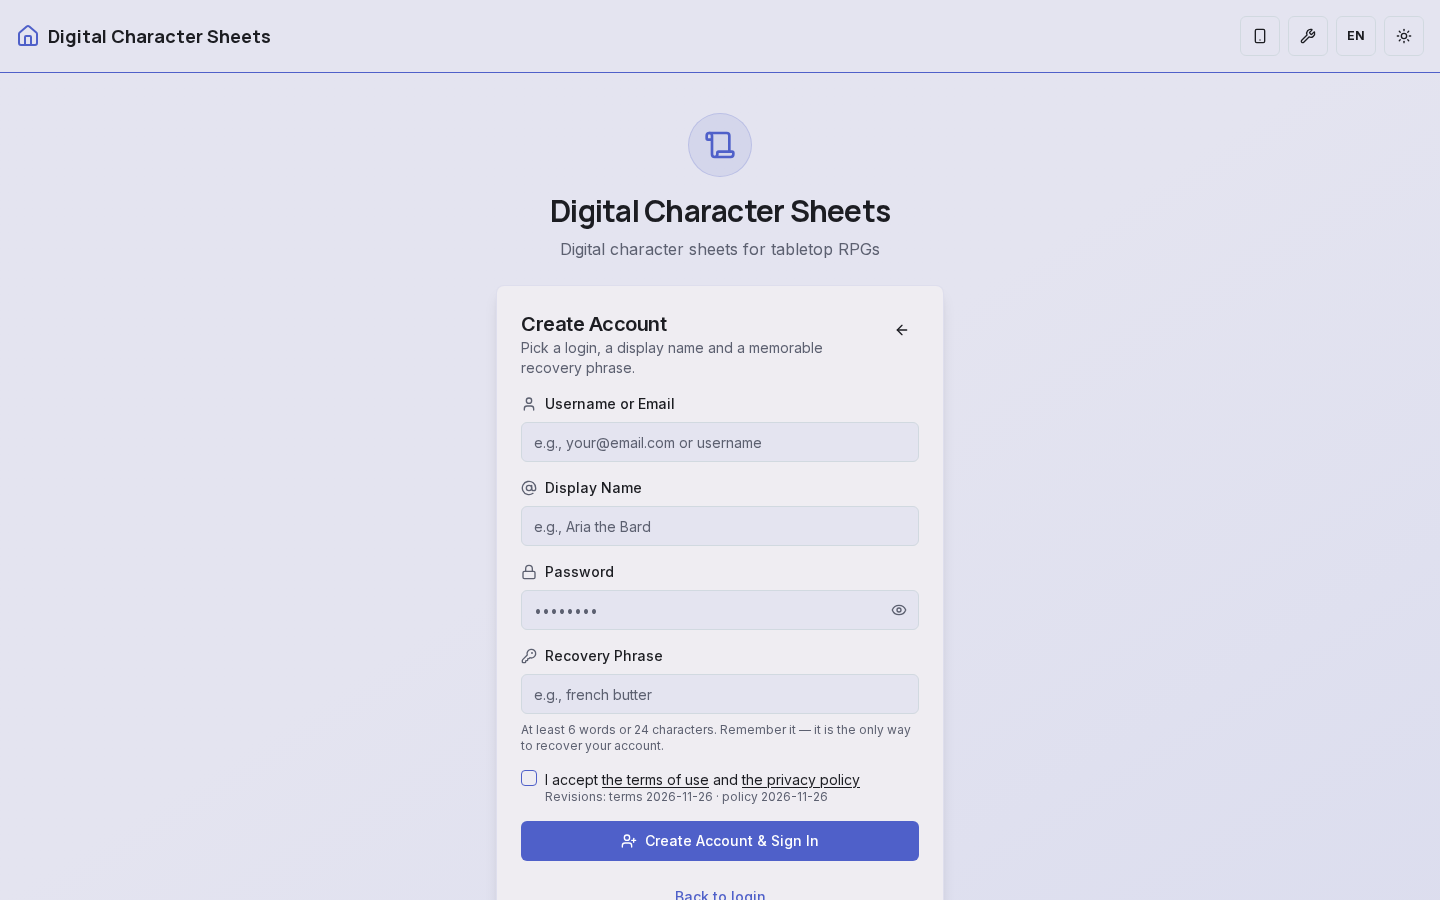 Digital Character Sheets
EN
Digital Character Sheets
Digital character sheets for tabletop RPGs
Create Account
Pick a login, a display name and a memorable
recovery phrase.
Username or Email
e.g., your@email.com or username
Display Name
e.g., Aria the Bard
Password
••••••••
Recovery Phrase
e.g., french butter
At least 6 words or 24 characters. Remember it — it is the only way
to recover your account.
I accept the terms of use and the privacy policy
Revisions: terms 2026-11-26 · policy 2026-11-26
Create Account & Sign In
Back to login